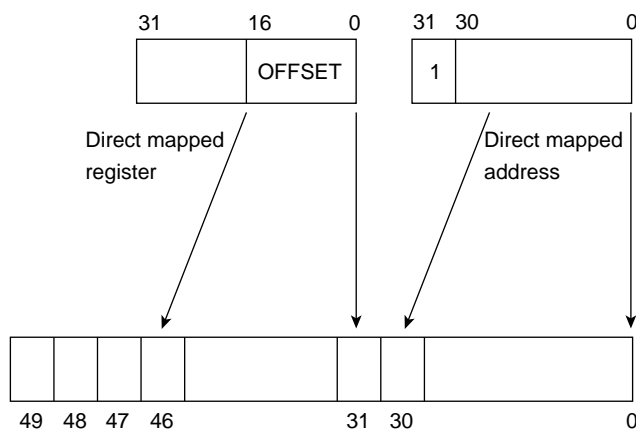 31 16 0 31 30 0
OFFSET 1
Direct mapped register
Direct mapped address
49 48 47 46 31 30 0